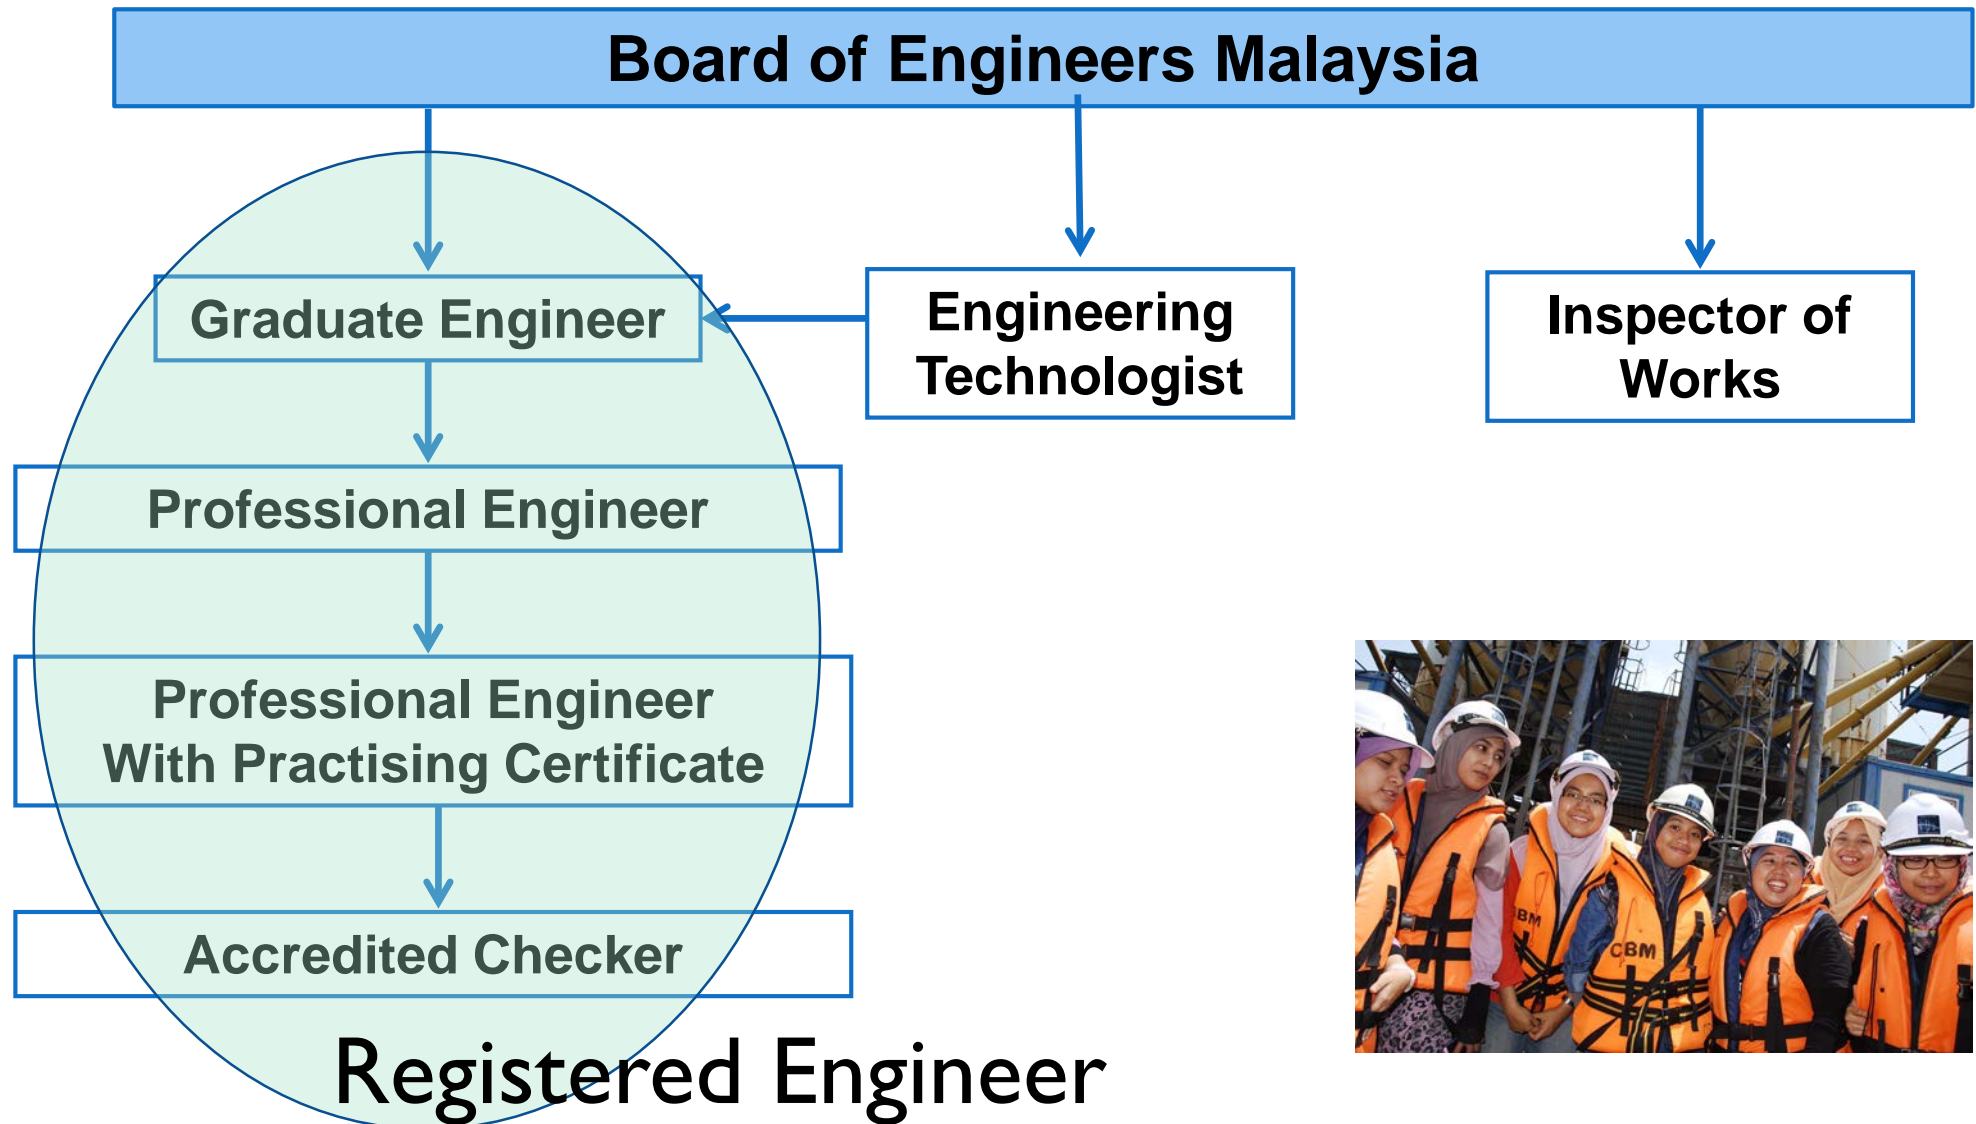 Board of Engineers Malaysia
Graduate Engineer
Engineering
Technologist
Inspector of
Works
Professional Engineer
Professional Engineer
With Practising Certificate
Accredited Checker
Registered Engineer
CBM